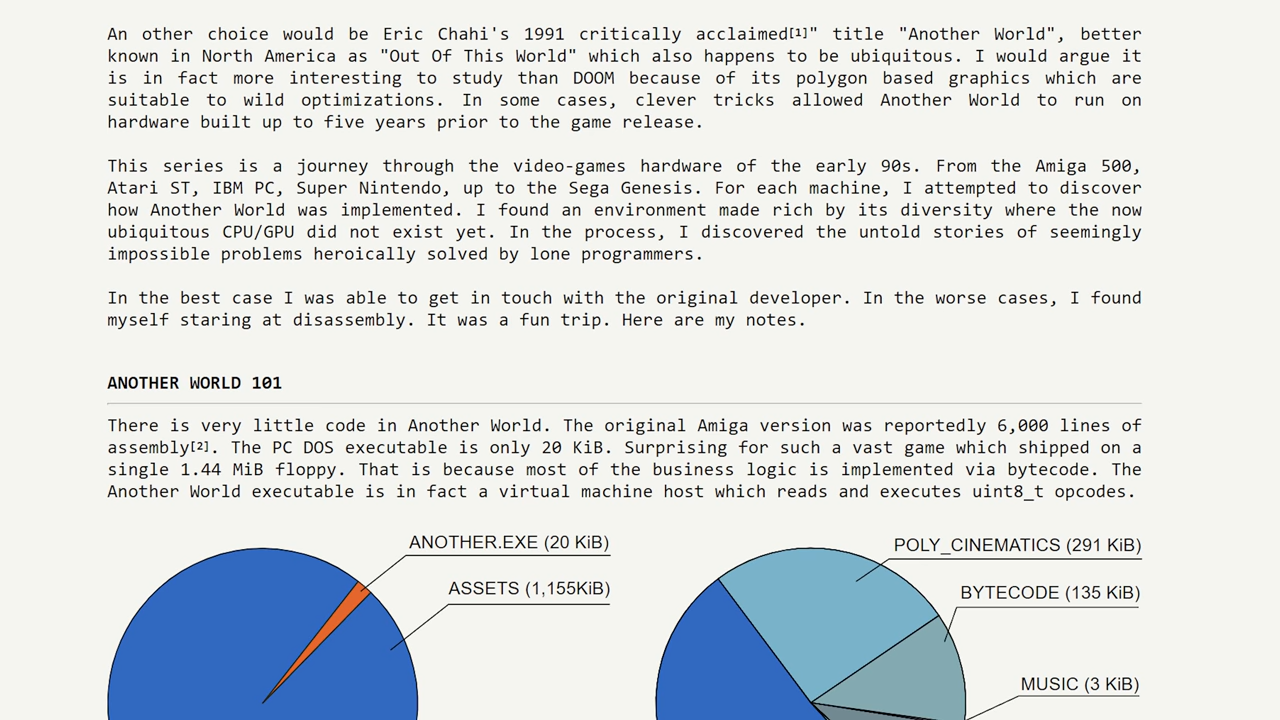 An other choice would be Eric Chahi's 1991 critically acclaimed[1]" title "Another World", better
known in North America as "Out Of This World" which also happens to be ubiquitous. I would argue it
is in fact more interesting to study than DOOM because of its polygon based graphics which are
suitable to wild optimizations. In some cases, clever tricks allowed Another World to run on
hardware built up to five years prior to the game release.
This series is a journey through the video-games hardware of the early 90s. From the Amiga 500,
Atari ST, IBM PC, Super Nintendo, up to the Sega Genesis. For each machine, I attempted to discover
how Another World was implemented. I found an environment made rich by its diversity where the now
ubiquitous CPU/GPU did not exist yet. In the process, I discovered the untold stories of seemingly
impossible problems heroically solved by lone programmers.
In the best case I was able to get in touch with the original developer. In the worse cases, I found
myself staring at disassembly. It was a fun trip. Here are my notes.
ANOTHER WORLD 101
There is very little code in Another World. The original Amiga version was reportedly 6,000 lines of
assembly[2]. The PC DOS executable is only 20 KiB. Surprising for such a vast game which shipped on a
single 1.44 MiB floppy. That is because most of the business logic is implemented via bytecode. The
Another World executable is in fact a virtual machine host which reads and executes uint8_t opcodes.
ANOTHER.EXE (20 KiB)
ASSETS (1,155KiB)
POLY_CINEMATICS (291 KiB)
BYTECODE (135 KiB)
MUSIC (3 KiB)